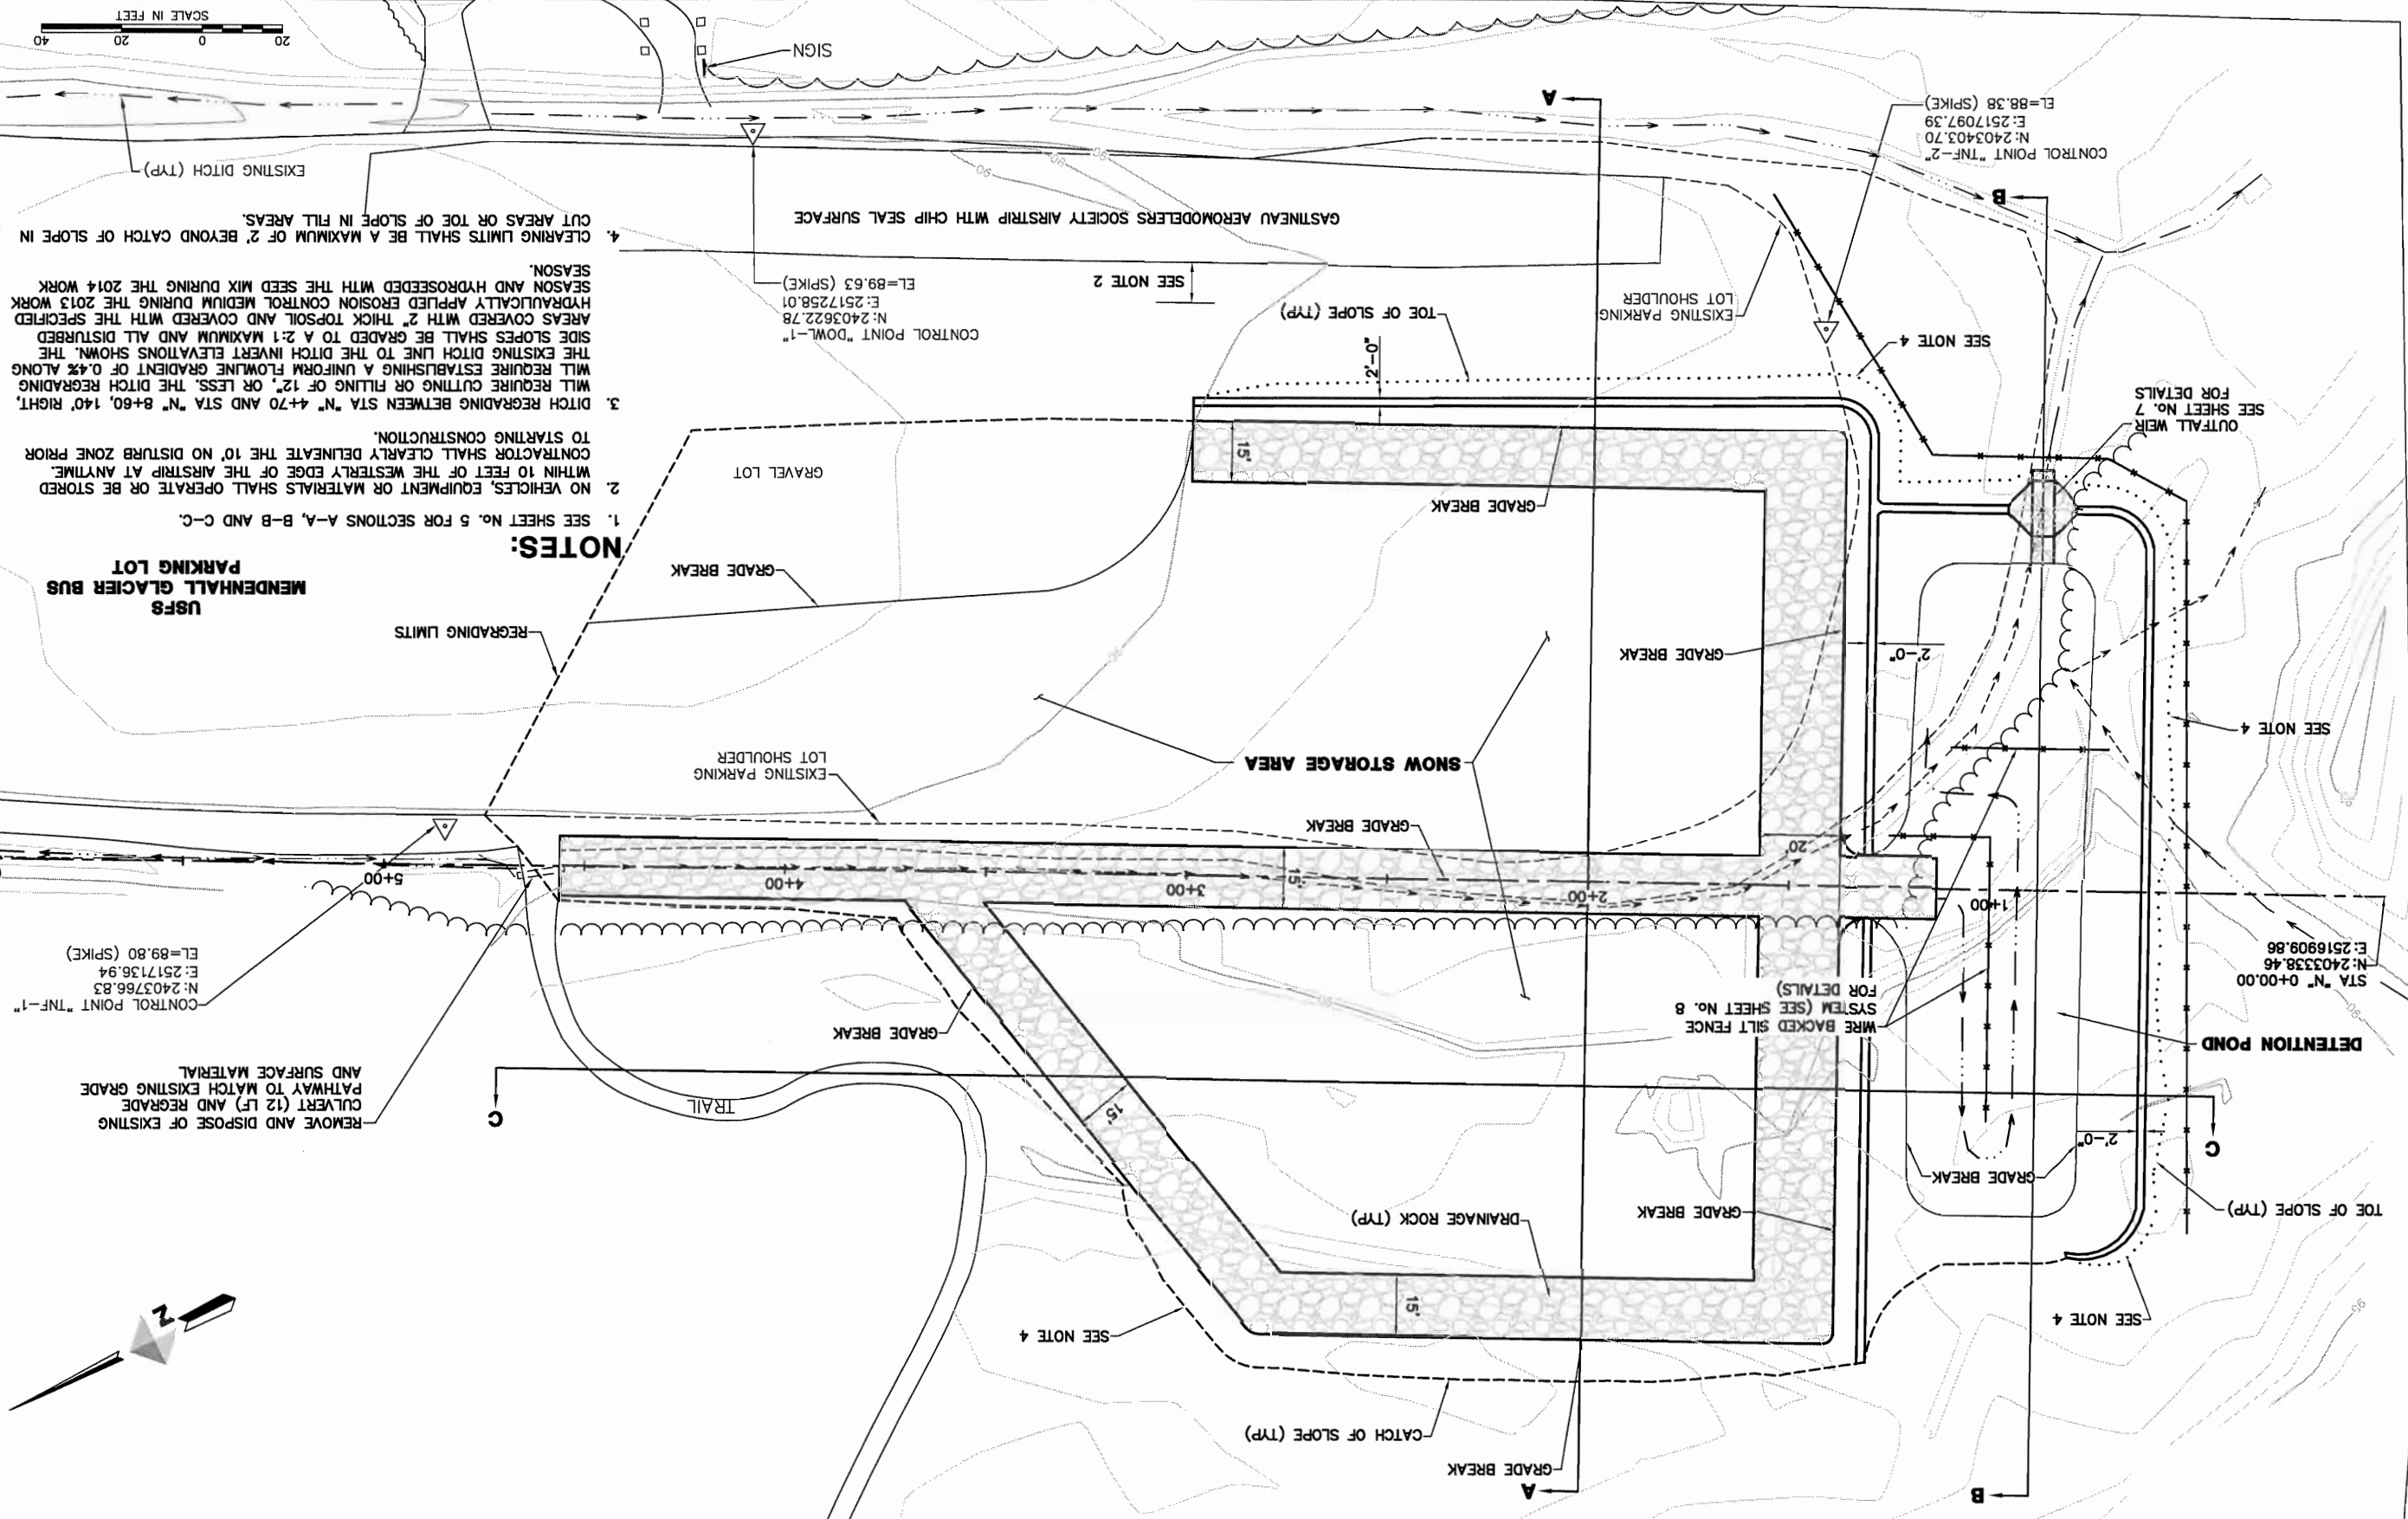 B
A
GRADE BREAK
CATCH OF SLOPE (TYP)
SEE NOTE 4
SEE NOTE 4
Z
95
TOE OF SLOPE (TYP)
GRADE BREAK
2'-0"
C
GRADE BREAK
DRAINAGE ROCK (TYP)
15'
15'
C
TRAIL
REMOVE AND DISPOSE OF EXISTING
CULVERT (12 LF) AND REGRADE
PATHWAY TO MATCH EXISTING GRADE
AND SURFACE MATERIAL
DETENTION POND
WIRE BACKED SILT FENCE
SYSTEM (SEE SHEET NO. 8
FOR DETAILS)
GRADE BREAK
CONTROL POINT "TNF-1"
N: 2403766.83
E: 2517136.94
EL=89.80 (SPIKE)
STA "N" 0+00.00
N: 2403338.46
E: 2516909.86
90
90
1+00
2+00
3+00
4+00
5+00
20'
15'
GRADE BREAK
SNOW STORAGE AREA
EXISTING PARKING
LOT SHOULDER
SEE NOTE 4
2'-0"
GRADE BREAK
REGRADING LIMITS
90
GRADE BREAK
USFS
MENDENHALL GLACIER BUS
PARKING LOT
GRADE BREAK
GRAVEL LOT
15'
OUTFALL WEIR
SEE SHEET No. 7
FOR DETAILS
SEE NOTE 4
2'-0"
TOE OF SLOPE (TYP)
EXISTING PARKING
LOT SHOULDER
SEE NOTE 2
CONTROL POINT "DOWL-1"
N: 2403622.78
E: 2517258.01
EL=89.63 (SPIKE)
GASTINEAU AEROMODELERS SOCIETY AIRSTRIP WITH CHIP SEAL SURFACE
NOTES:
1. SEE SHEET No. 5 FOR SECTIONS A-A, B-B AND C-C.
2. NO VEHICLES, EQUIPMENT OR MATERIALS SHALL OPERATE OR BE STORED
WITHIN 10 FEET OF THE WESTERLY EDGE OF THE AIRSTRIP AT ANYTIME.
CONTRACTOR SHALL CLEARLY DELINEATE THE 10' NO DISTURB ZONE PRIOR
TO STARTING CONSTRUCTION.
3. DITCH REGRADING BETWEEN STA "N" 4+70 AND STA "N" 8+60, 140' RIGHT,
WILL REQUIRE CUTTING OR FILLING OF 12", OR LESS. THE DITCH REGRADING
WILL REQUIRE ESTABLISHING A UNIFORM FLOWLINE GRADIENT OF 0.4% ALONG
THE EXISTING DITCH LINE TO THE DITCH INVERT ELEVATIONS SHOWN. THE
SIDE SLOPES SHALL BE GRADED TO A 2:1 MAXIMUM AND ALL DISTURBED
AREAS COVERED WITH 2" THICK TOPSOIL AND COVERED WITH THE SPECIFIED
HYDRAULICALLY APPLIED EROSION CONTROL MEDIUM DURING THE 2013 WORK
SEASON AND HYDROSEEDED WITH THE SEED MIX DURING THE 2014 WORK
SEASON.
4. CLEARING LIMITS SHALL BE A MAXIMUM OF 2' BEYOND CATCH OF SLOPE IN
CUT AREAS OR TOE OF SLOPE IN FILL AREAS.
B
CONTROL POINT "TNF-2"
N: 2403403.70
E: 2517097.39
EL=88.38 (SPIKE)
90
90
90
EXISTING DITCH (TYP)
A
SIGN
20
0
20
40
SCALE IN FEET